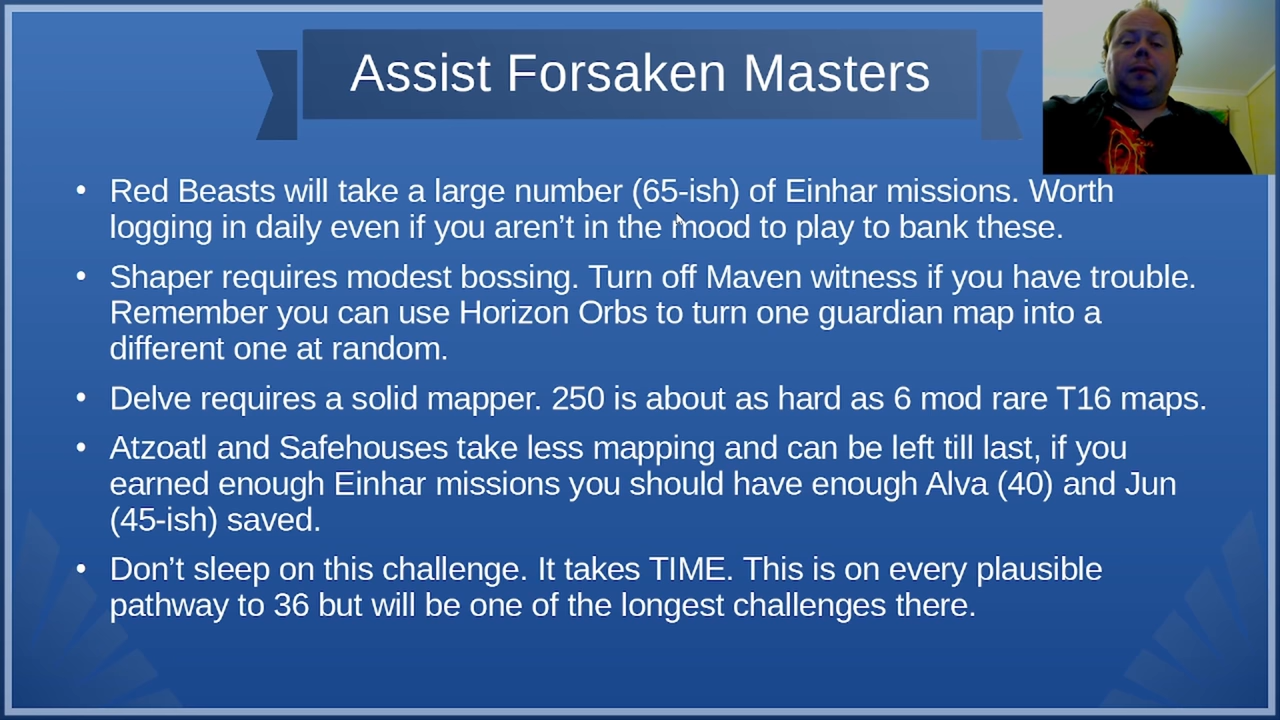 Assist Forsaken Masters
• Red Beasts will take a large number (65-ish) of Einhar missions. Worth
logging in daily even if you aren’t in the mood to play to bank these.
• Shaper requires modest bossing. Turn off Maven witness if you have trouble.
Remember you can use Horizon Orbs to turn one guardian map into a
different one at random.
• Delve requires a solid mapper. 250 is about as hard as 6 mod rare T16 maps.
• Atzoatl and Safehouses take less mapping and can be left till last, if you
earned enough Einhar missions you should have enough Alva (40) and Jun
(45-ish) saved.
• Don’t sleep on this challenge. It takes TIME. This is on every plausible
pathway to 36 but will be one of the longest challenges there.